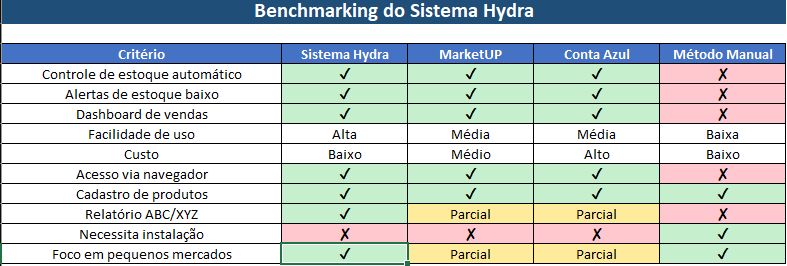 Benchmarking do Sistema Hydra
Critério Sistema Hydra MarketUP Conta Azul Método Manual
Controle de estoque automático ✓ ✓ ✓ ✗
Alertas de estoque baixo ✓ ✓ ✓ ✗
Dashboard de vendas ✓ ✓ ✓ ✗
Facilidade de uso Alta Média Média Baixa
Custo Baixo Médio Alto Baixo
Acesso via navegador ✓ ✓ ✓ ✗
Cadastro de produtos ✓ ✓ ✓ ✓
Relatório ABC/XYZ ✓ Parcial Parcial ✗
Necessita instalação ✗ ✗ ✗ ✓
Foco em pequenos mercados ✓ Parcial Parcial ✓